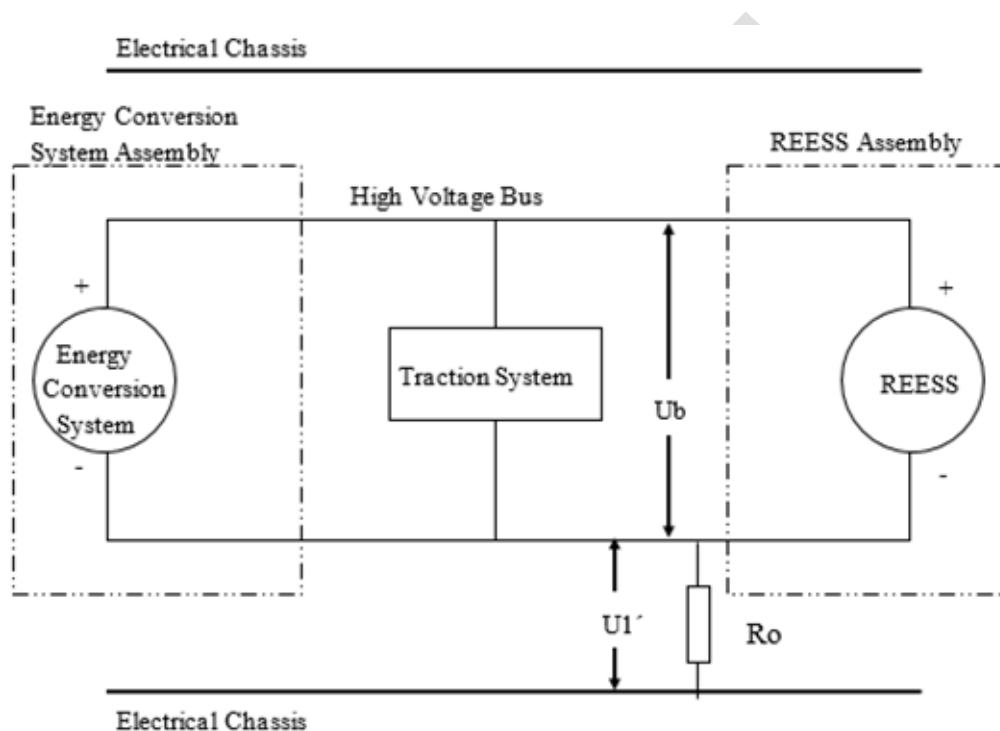 Electrical Chassis
Energy Conversion
System Assembly
REESS Assembly
High Voltage Bus
+
+
Energy
Conversion
System
Traction System
REESS
Ub
-
-
U1´
Ro
Electrical Chassis